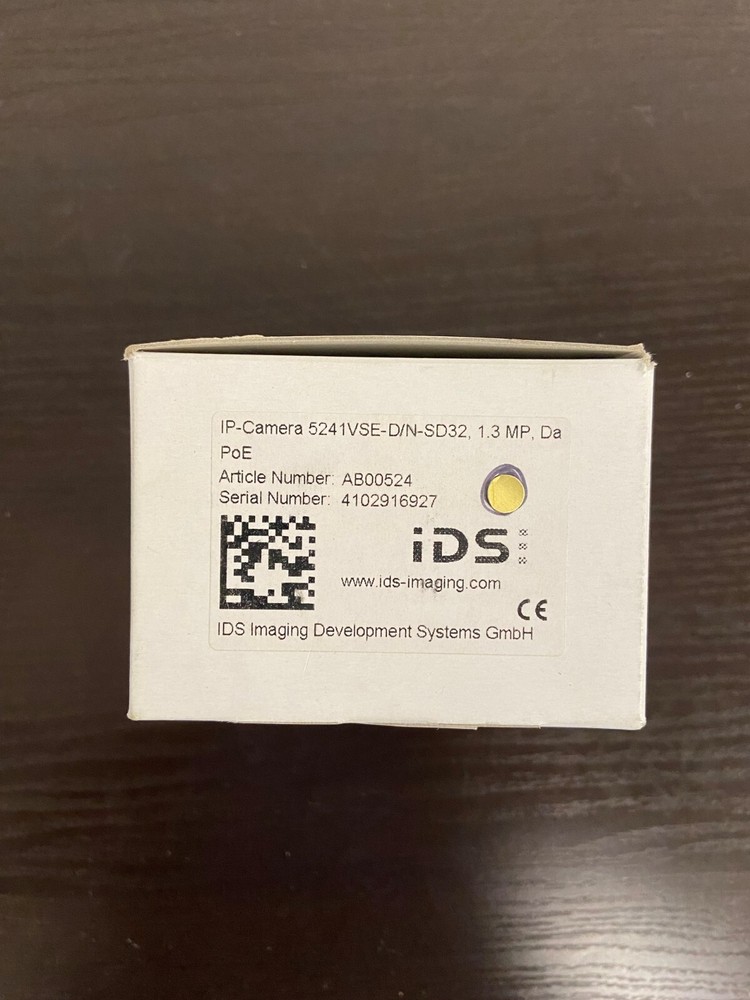 IP-Camera 5241VSE-D/N-SD32, 1.3 MP, Da
PoE
Article Number: AB00524
Serial Number: 4102916927
iDS
www.ids-imaging.com
CE
IDS Imaging Development Systems GmbH